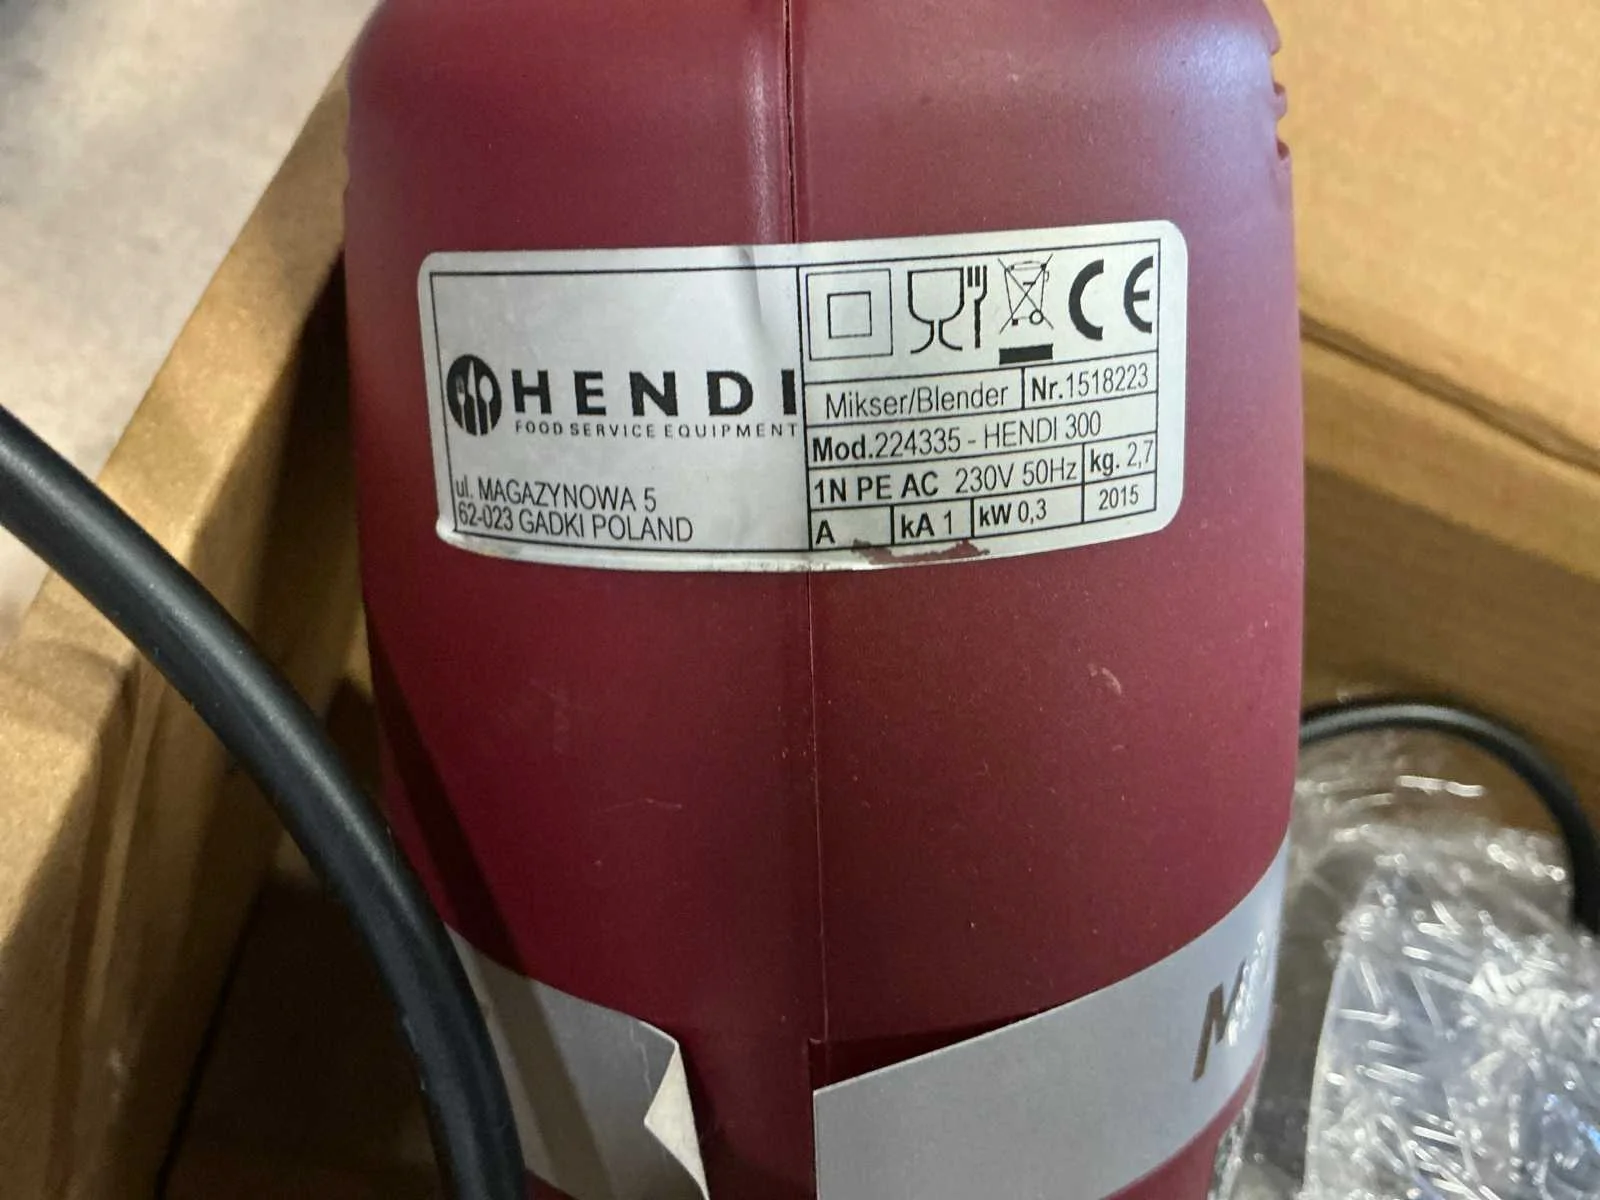 HENDI
FOOD SERVICE EQUIPMENT
ul. MAGAZYNOWA 5
62-023 GADKI POLAND
CE
Mikser/Blender Nr.1518223
Mod.224335 - HENDI 300
1N PE AC 230V 50Hz kg. 2,7
A kA 1 kW 0,3 2015